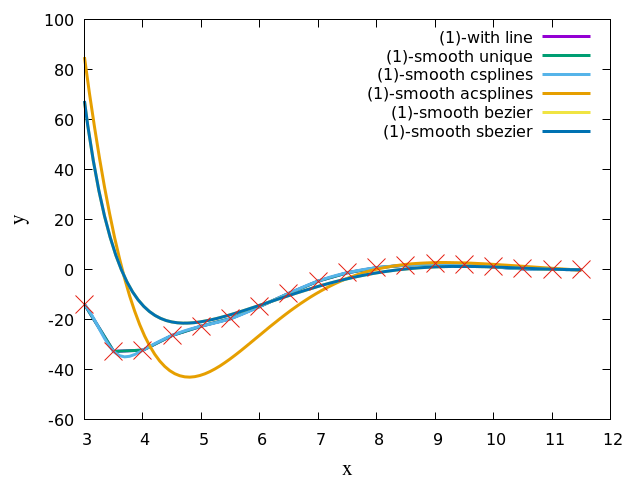 100
80
60
40
20
0
-20
-40
-60
y
(1)-with line
(1)-smooth unique
(1)-smooth csplines
(1)-smooth acsplines
(1)-smooth bezier
(1)-smooth sbezier
3 4 5 6 7 8 9 10 11 12
x